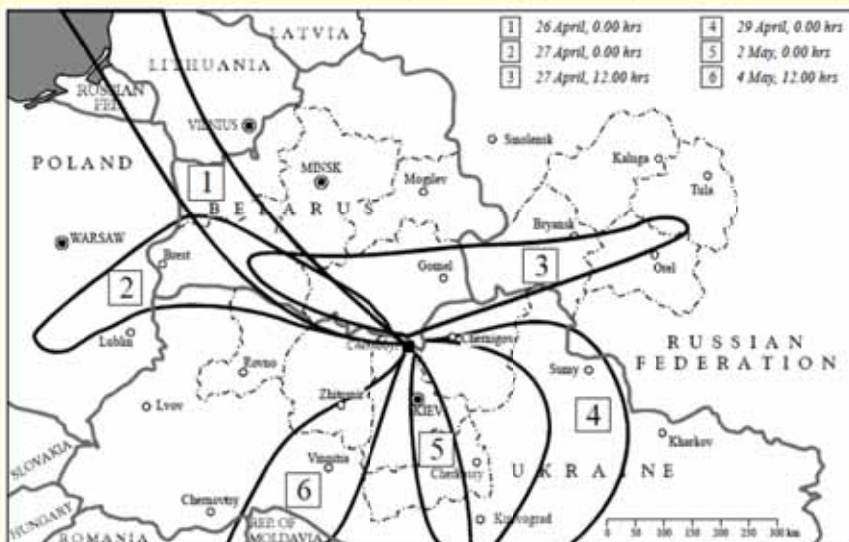 1 26 April, 0.00 hrs
2 27 April, 0.00 hrs
3 27 April, 12.00 hrs
4 29 April, 0.00 hrs
5 2 May, 0.00 hrs
6 4 May, 12.00 hrs
LATVIA
LITHUANIA
RUSSIAN
FED.
VILNIUS
Smolensk
Kaluga
POLAND
MINSK
Tula
1
Mogilev
BELARUS
Bryansk
WARSAW
Brest
Gomel
3
Orel
2
RUSSIAN
FEDERATION
Chernigov
Lublin
Rovno
Sumy
Lvov
Zhitomir
KIEV
4
Kharkov
SLOVAKIA
5
Vinnitsa
Cherkassy
UKRAINE
6
HUNGARY
Chernovtsy
REP. OF
MOLDAVIA
ROMANIA
0 50 100 150 200 250 300 km